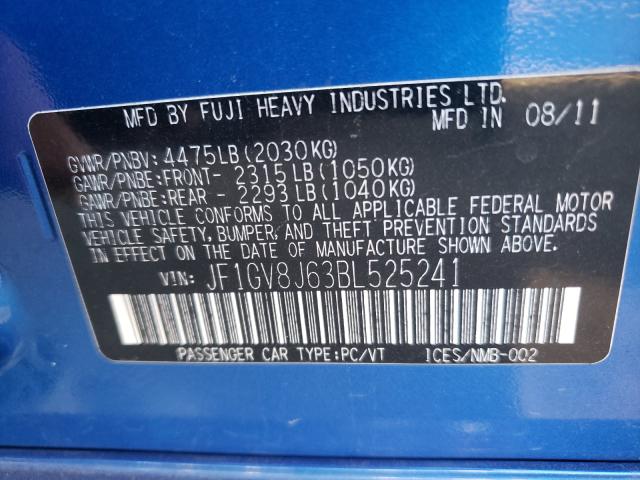 MFD BY FUJI HEAVY INDUSTRIES LTD.
MFD IN 08/11
GVWR/PNBV: 4475LB(2030KG)
GAWR/PNBE:FRONT- 2315LB(1050KG)
GAWR/PNBE:REAR - 2293LB(1040KG)
THIS VEHICLE CONFORMS TO ALL APPLICABLE FEDERAL MOTOR
VEHICLE SAFETY, BUMPER, AND THEFT PREVENTION STANDARDS
IN EFFECT ON THE DATE OF MANUFACTURE SHOWN ABOVE.
VIN: JF1GV8J63BL525241
PASSENGER CAR TYPE:PC/VT ICES/NMB-002